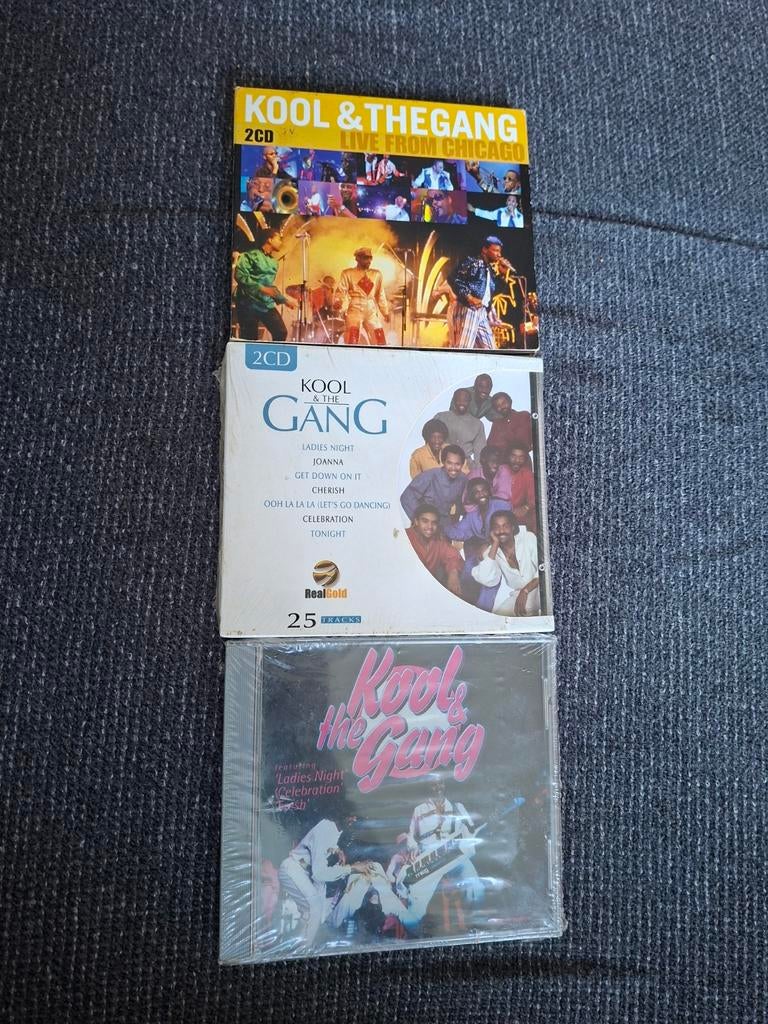 KOOL & THE GANG
2CD
LIVE FROM CHICAGO
2CD
KOOL
& THE
GANG
LADIES NIGHT
JOANNA
GET DOWN ON IT
CHERISH
OOH LA LA LA (LET'S GO DANCING)
CELEBRATION
TONIGHT
RealGold
25 TRACKS
Kool &
the Gang
featuring
'Ladies Night'
'Celebration'